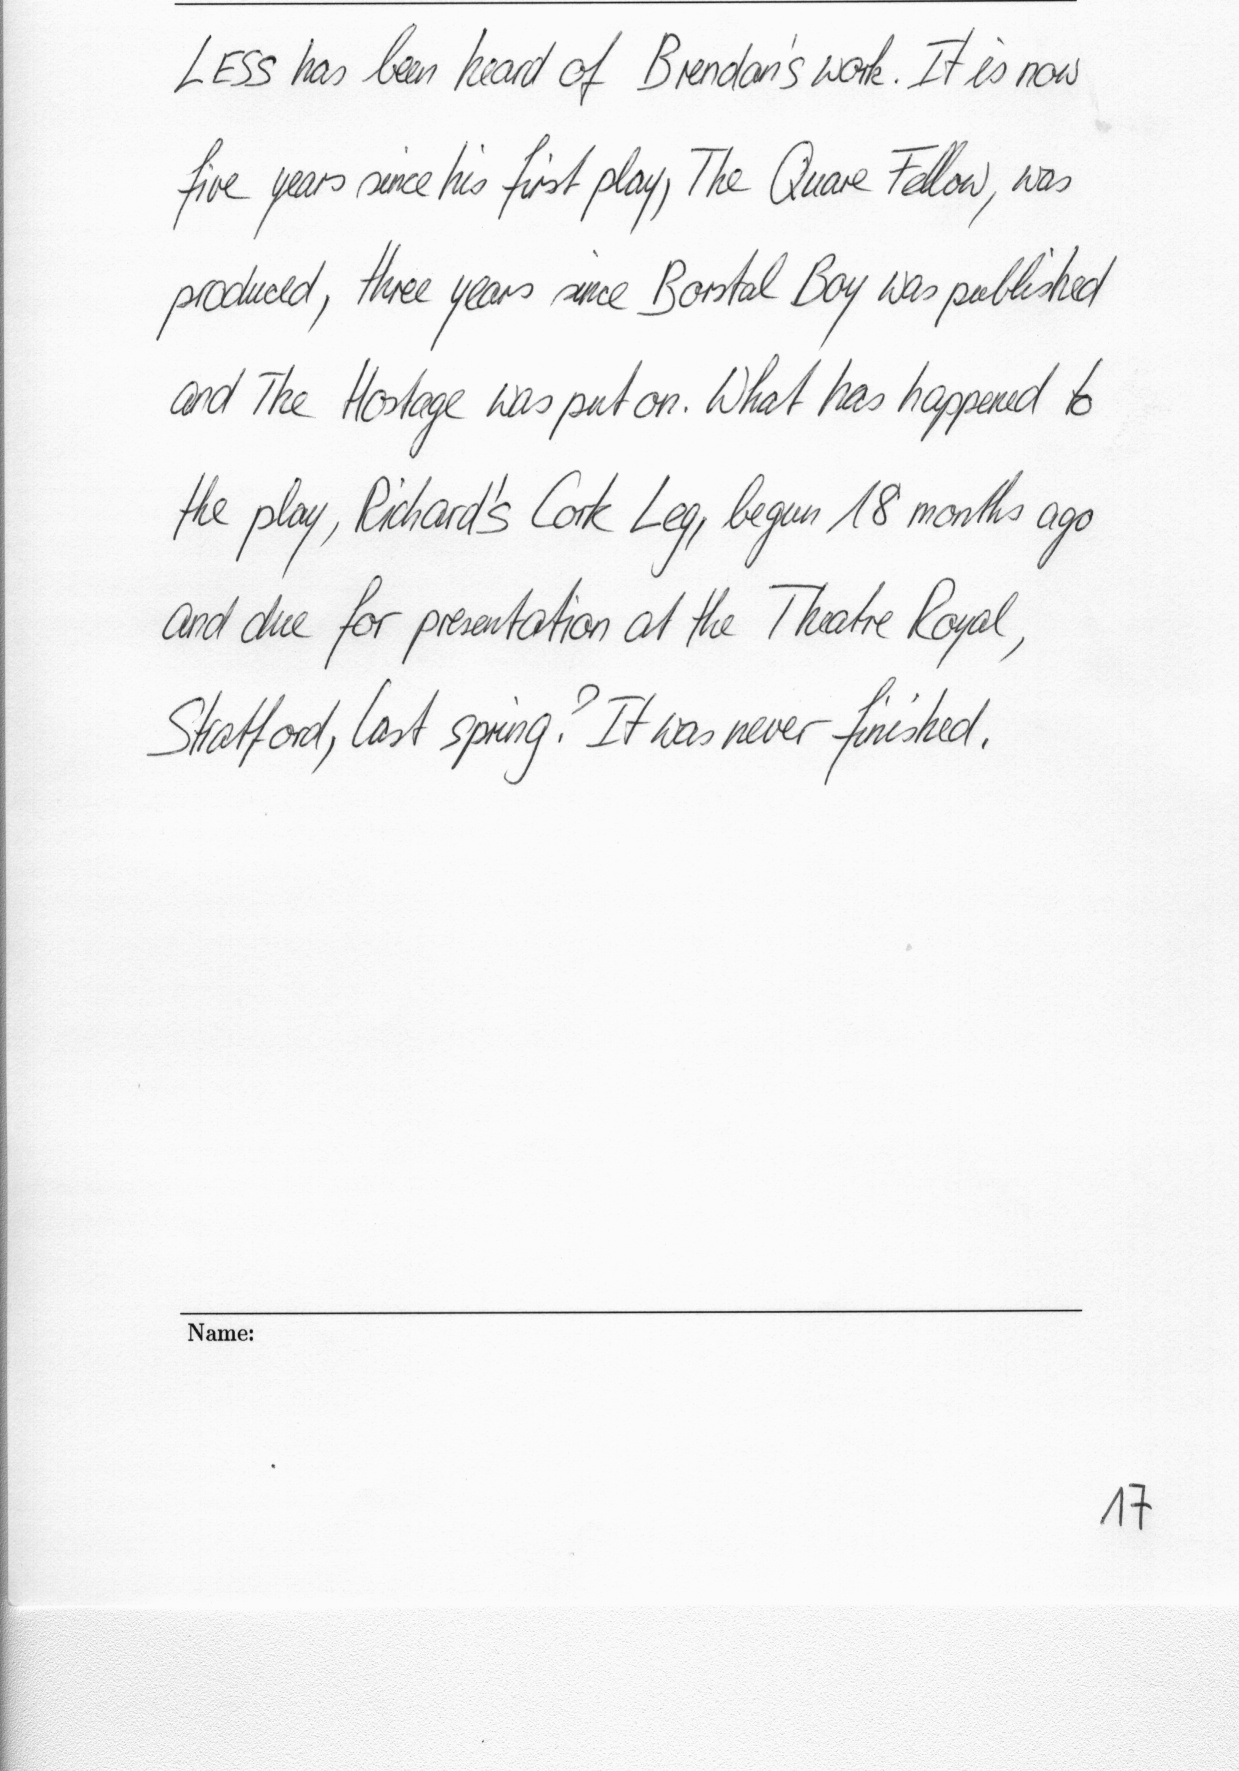 LESS has been heard of Brendan's work. It is now
five years since his first play, The Quare Fellow, was
produced, three years since Borstal Boy was published
and The Hostage was put on. What has happened to
the play, Richard's Cork Leg, begun 18 months ago
and due for presentation at the Theatre Royal,
Stratford, last spring? It was never finished.
Name:
17